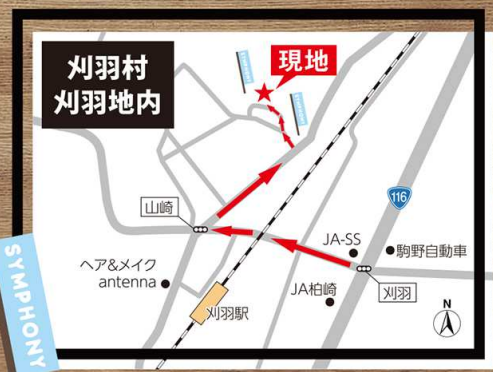 刈羽村
刈羽地内
現地
116
山崎
JA-SS
駒野自動車
ヘア&メイク
antenna
JA柏崎
刈羽
刈羽駅
N
SYMPHONY